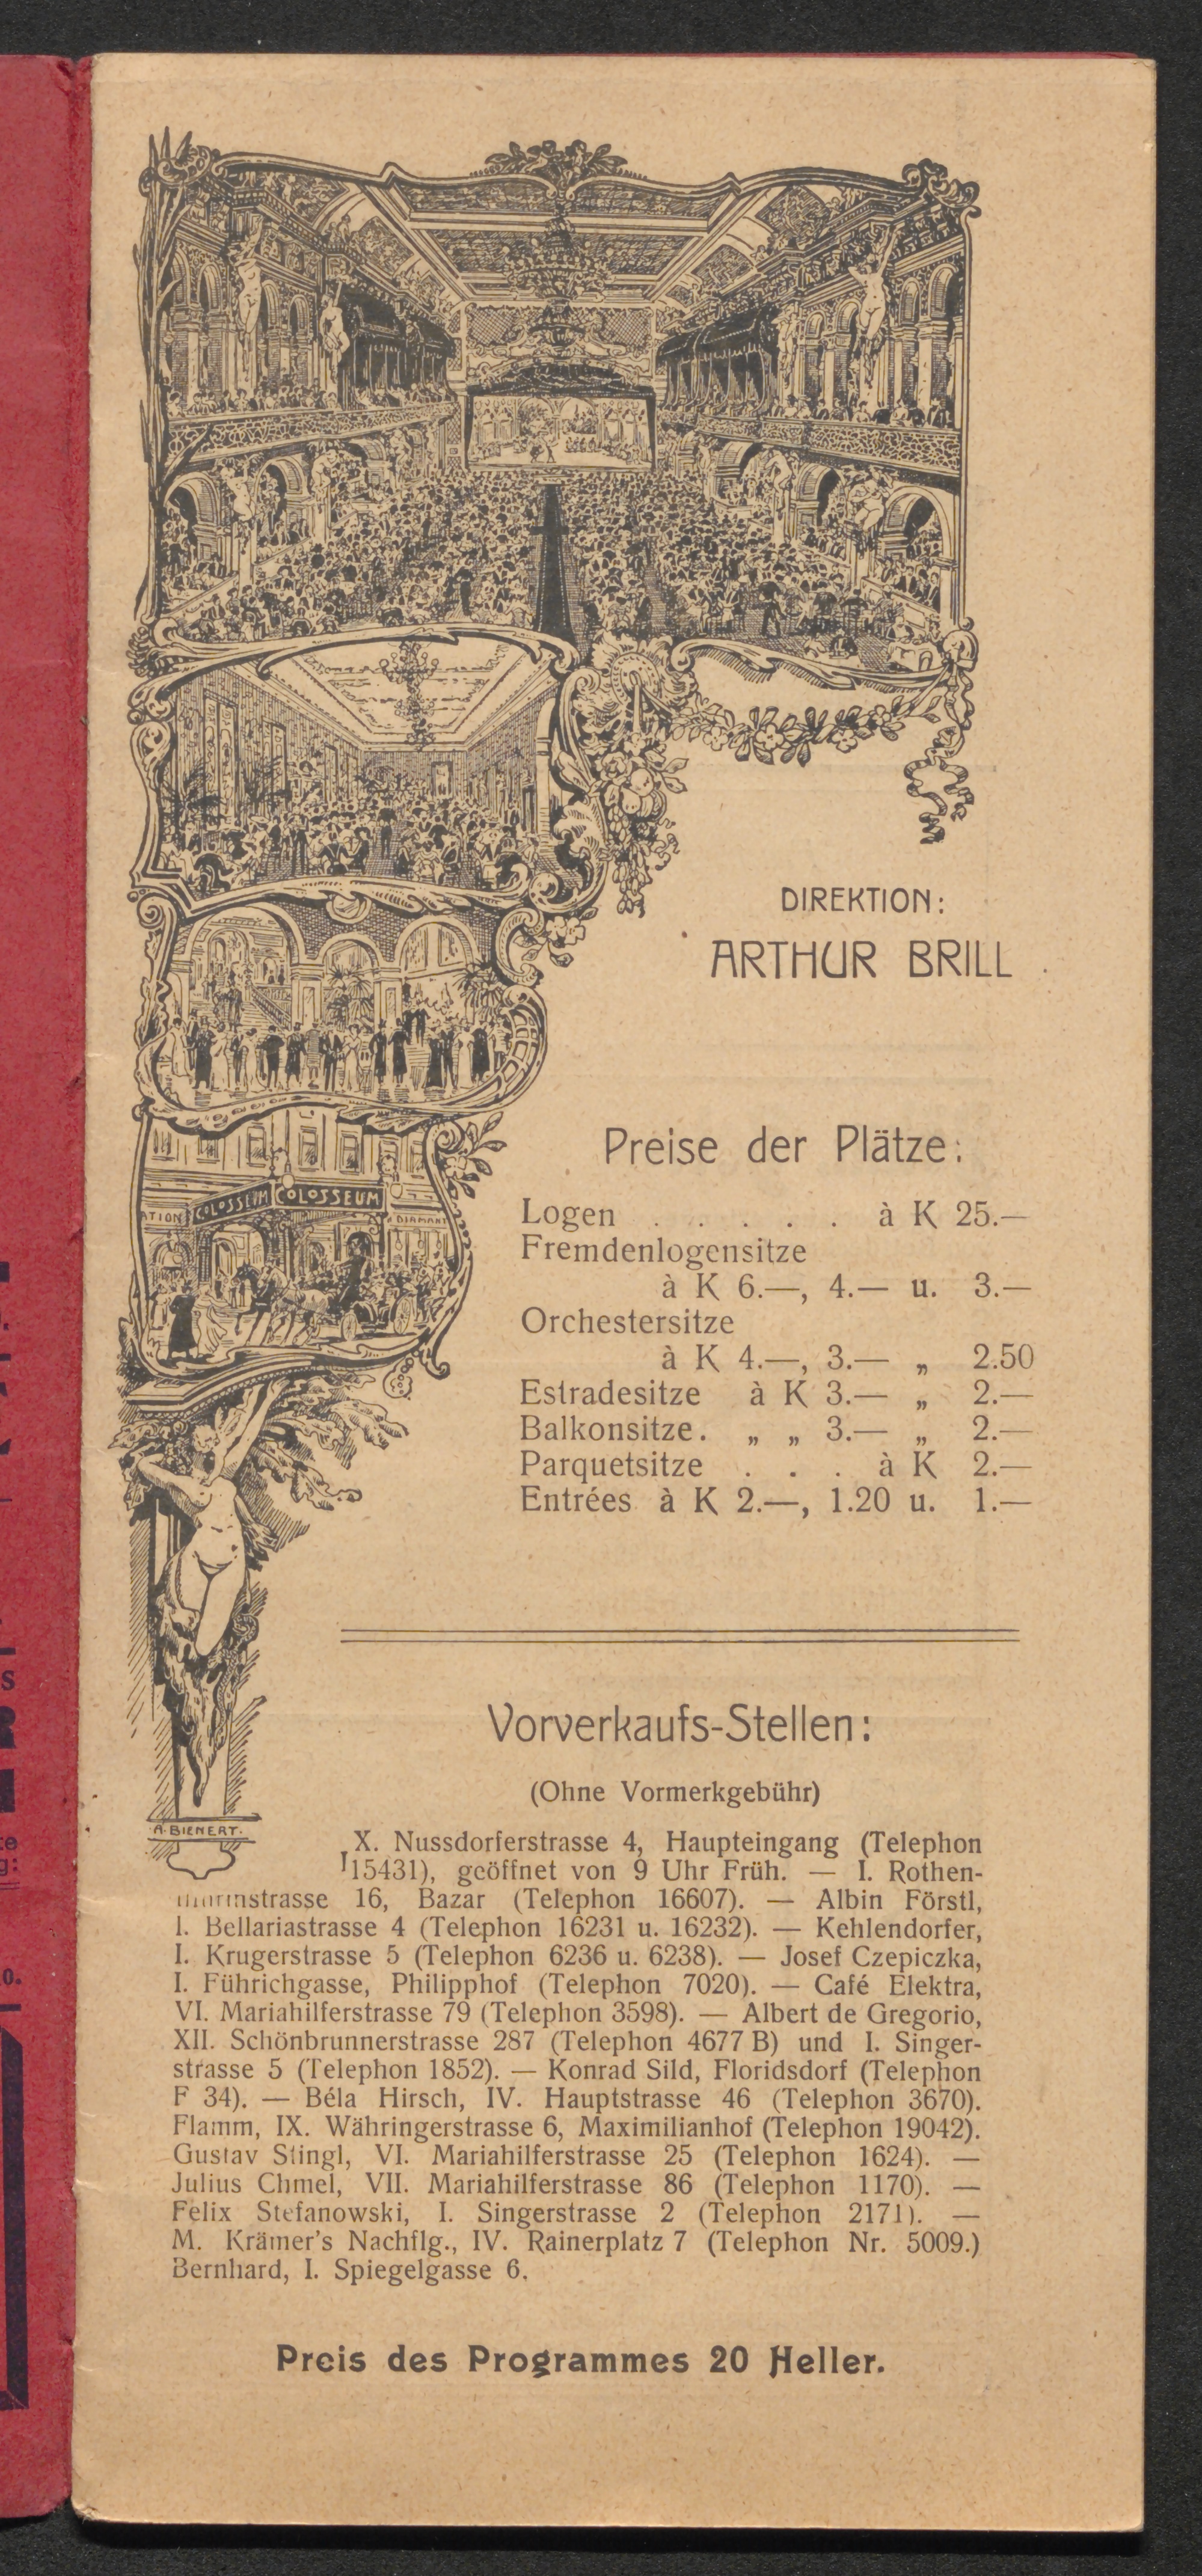 DIREKTION:
ARTHUR BRILL
Preise der Plätze:
Logen . . . . . à K 25.—
Fremdenlogensitze
à K 6.—, 4.— u. 3.—
Orchestersitze
à K 4.—, 3.— „ 2.50
Estradesitze à K 3.— „ 2.—
Balkonsitze. „ „ 3.— „ 2.—
Parquetsitze . . . à K 2.—
Entrées à K 2.—, 1.20 u. 1.—
COLOSSEUM COLOSSEUM
ATION
DIAMANT
A. BIENERT.
Vorverkaufs-Stellen:
(Ohne Vormerkgebühr)
X. Nussdorferstrasse 4, Haupteingang (Telephon
15431), geöffnet von 9 Uhr Früh. — I. Rothen-
strasse 16, Bazar (Telephon 16607). — Albin Förstl,
I. Bellariastrasse 4 (Telephon 16231 u. 16232). — Kehlendorfer,
I. Krugerstrasse 5 (Telephon 6236 u. 6238). — Josef Czepiczka,
I. Führichgasse, Philipphof (Telephon 7020). — Café Elektra,
VI. Mariahilferstrasse 79 (Telephon 3598). — Albert de Gregorio,
XII. Schönbrunnerstrasse 287 (Telephon 4677 B) und I. Singer-
strasse 5 (Telephon 1852). — Konrad Sild, Floridsdorf (Telephon
F 34). — Béla Hirsch, IV. Hauptstrasse 46 (Telephon 3670).
Flamm, IX. Währingerstrasse 6, Maximilianhof (Telephon 19042).
Gustav Stingl, VI. Mariahilferstrasse 25 (Telephon 1624). —
Julius Chmel, VII. Mariahilferstrasse 86 (Telephon 1170). —
Felix Stefanowski, I. Singerstrasse 2 (Telephon 2171). —
M. Krämer's Nachflg., IV. Rainerplatz 7 (Telephon Nr. 5009.)
Bernhard, I. Spiegelgasse 6.
Preis des Programmes 20 Heller.